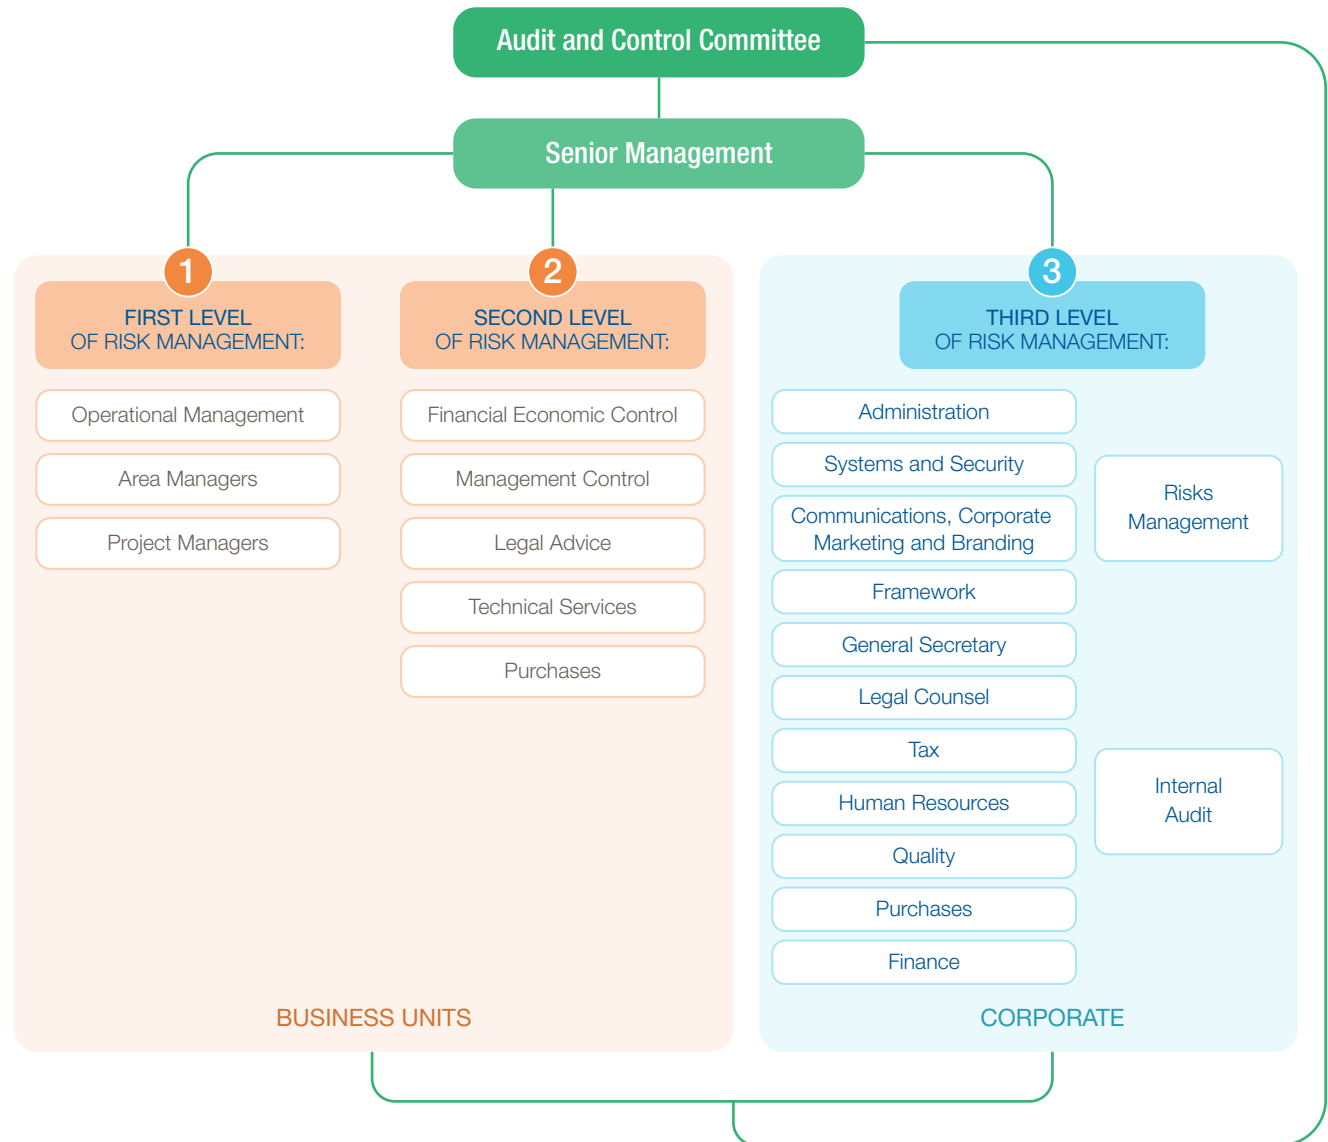 Audit and Control Committee
Senior Management
1
FIRST LEVEL
OF RISK MANAGEMENT:
Operational Management
Area Managers
Project Managers
2
SECOND LEVEL
OF RISK MANAGEMENT:
Financial Economic Control
Management Control
Legal Advice
Technical Services
Purchases
BUSINESS UNITS
3
THIRD LEVEL
OF RISK MANAGEMENT:
Administration
Systems and Security
Communications, Corporate
Marketing and Branding
Framework
General Secretary
Legal Counsel
Tax
Human Resources
Quality
Purchases
Finance
Risks
Management
Internal
Audit
CORPORATE